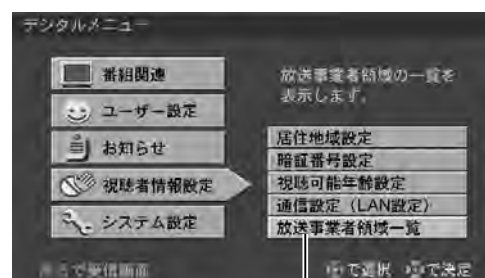 デジタルメニュー
番組関連
ユーザー設定
お知らせ
視聴者情報設定
システム設定
放送事業者領域の一覧を
表示します。
居住地域設定
暗証番号設定
視聴可能年齢設定
通信設定（LAN設定）
放送事業者領域一覧
で受信画面
で選択
で決定